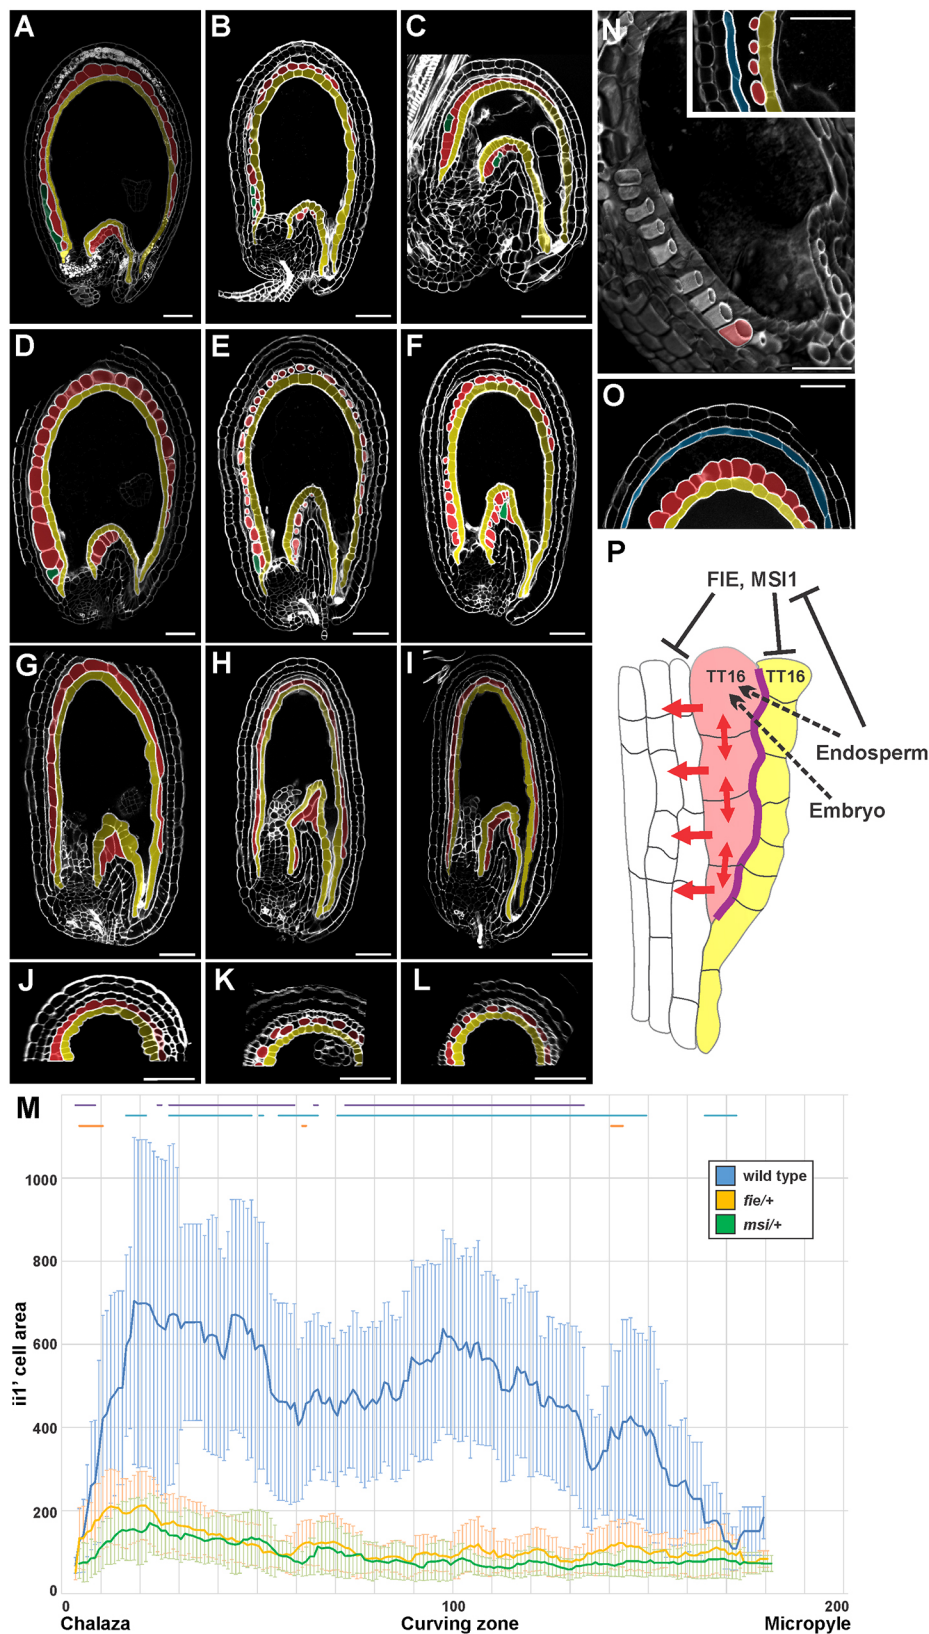 A
B
C
N
D
E
F
O
P
FIE, MSI1
TT16
TT16
Endosperm
Embryo
G
H
I
J
K
L
M
1000
800
600
400
200
0
ii1' cell area
wild type
fie/+
msi/+
0
100
200
Chalaza
Curving zone
Micropyle